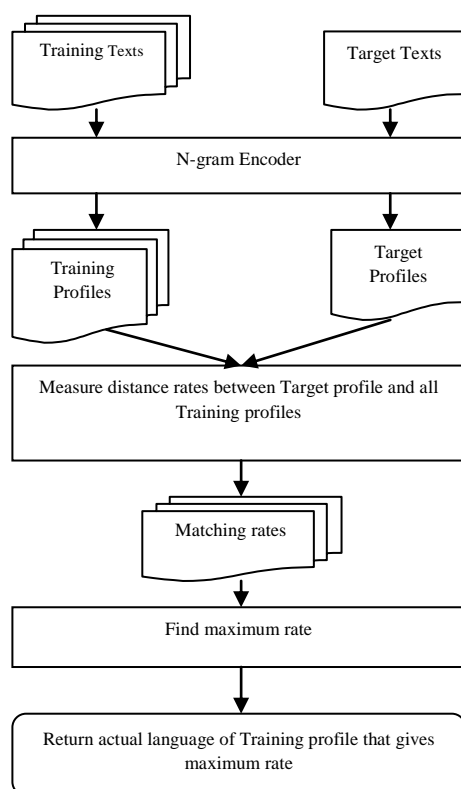 Training Texts
Target Texts
N-gram Encoder
Training
Profiles
Target
Profiles
Measure distance rates between Target profile and all
Training profiles
Matching rates
Find maximum rate
Return actual language of Training profile that gives
maximum rate